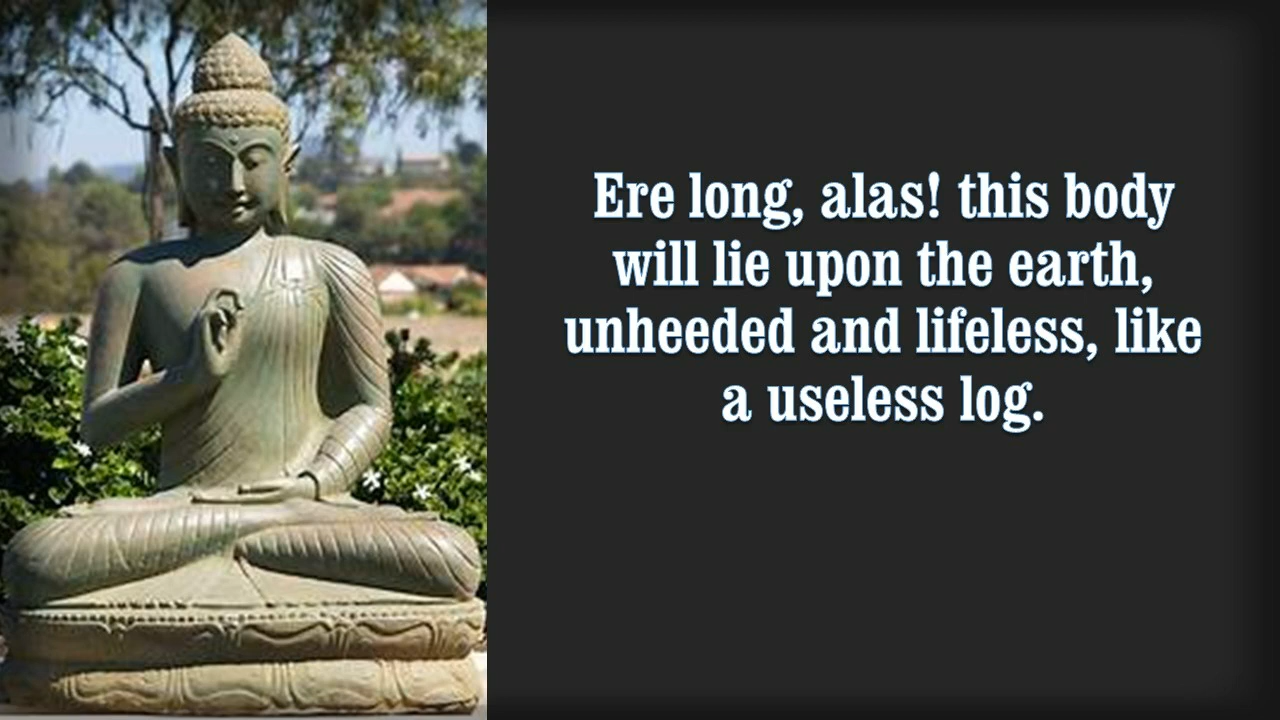 Ere long, alas! this body
will lie upon the earth,
unheeded and lifeless, like
a useless log.